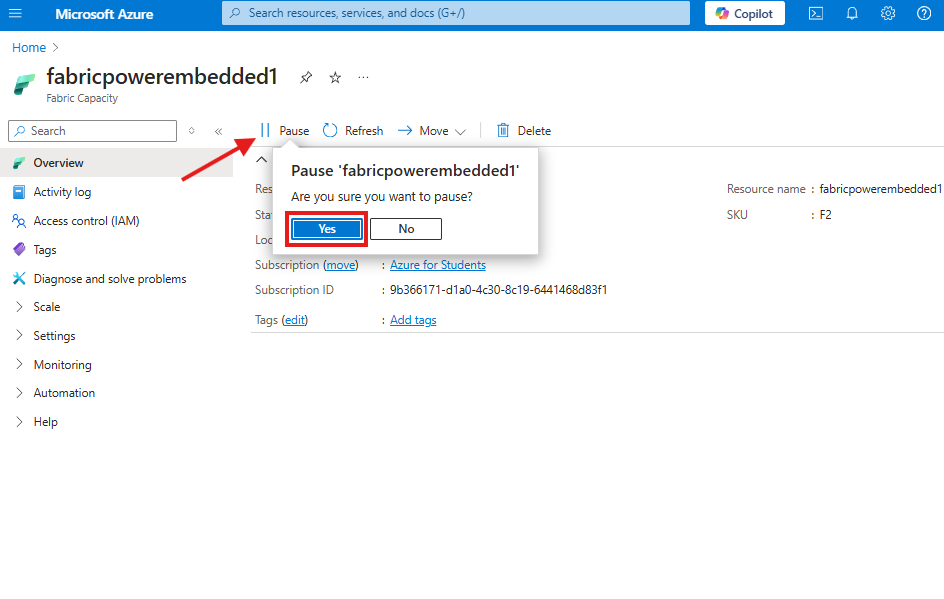 Microsoft Azure
Search resources, services, and docs (G+/)
Copilot
Home
fabricpowerembedded1
Fabric Capacity
Search
Pause
Refresh
Move
Delete
Overview
Activity log
Access control (IAM)
Tags
Diagnose and solve problems
Scale
Settings
Monitoring
Automation
Help
Pause 'fabricpowerembedded1'
Are you sure you want to pause?
Yes
No
Resource name : fabricpowerembedded1
SKU : F2
Subscription (move) : Azure for Students
Subscription ID : 9b366171-d1a0-4c30-8c19-6441468d83f1
Tags (edit) : Add tags